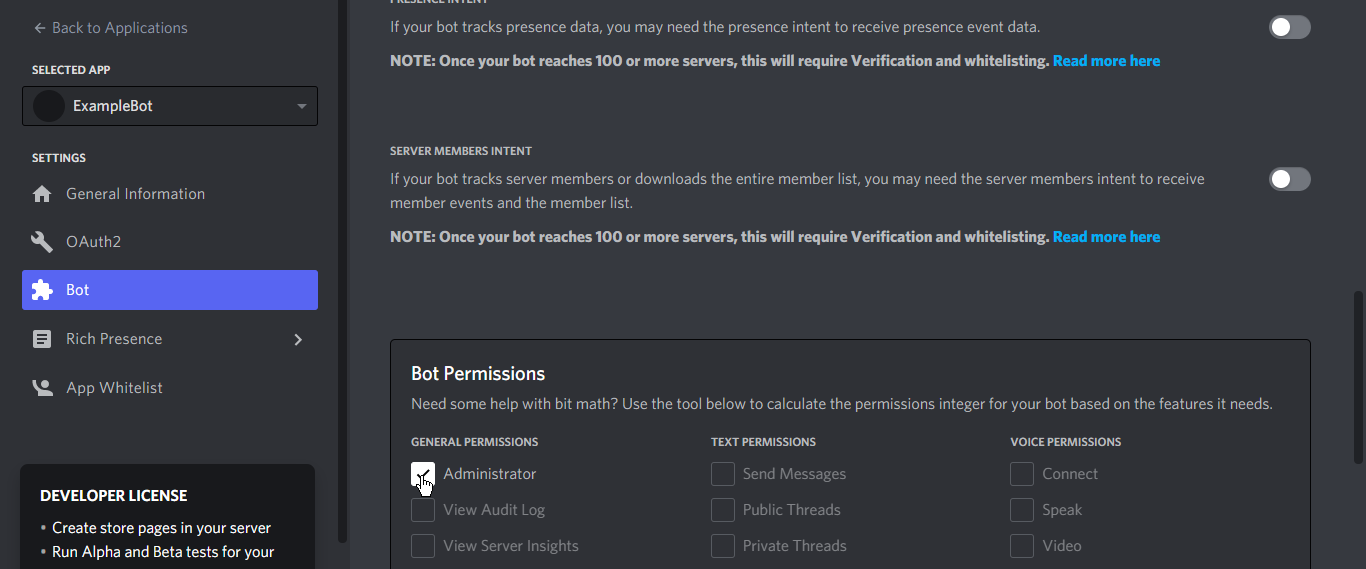 Back to Applications
SELECTED APP
ExampleBot
SETTINGS
General Information
OAuth2
Bot
Rich Presence
App Whitelist
DEVELOPER LICENSE
• Create store pages in your server
• Run Alpha and Beta tests for your
PRESENCE INTENT
If your bot tracks presence data, you may need the presence intent to receive presence event data.
NOTE: Once your bot reaches 100 or more servers, this will require Verification and whitelisting. Read more here
SERVER MEMBERS INTENT
If your bot tracks server members or downloads the entire member list, you may need the server members intent to receive
member events and the member list.
NOTE: Once your bot reaches 100 or more servers, this will require Verification and whitelisting. Read more here
Bot Permissions
Need some help with bit math? Use the tool below to calculate the permissions integer for your bot based on the features it needs.
GENERAL PERMISSIONS
Administrator
View Audit Log
View Server Insights
TEXT PERMISSIONS
Send Messages
Public Threads
Private Threads
VOICE PERMISSIONS
Connect
Speak
Video